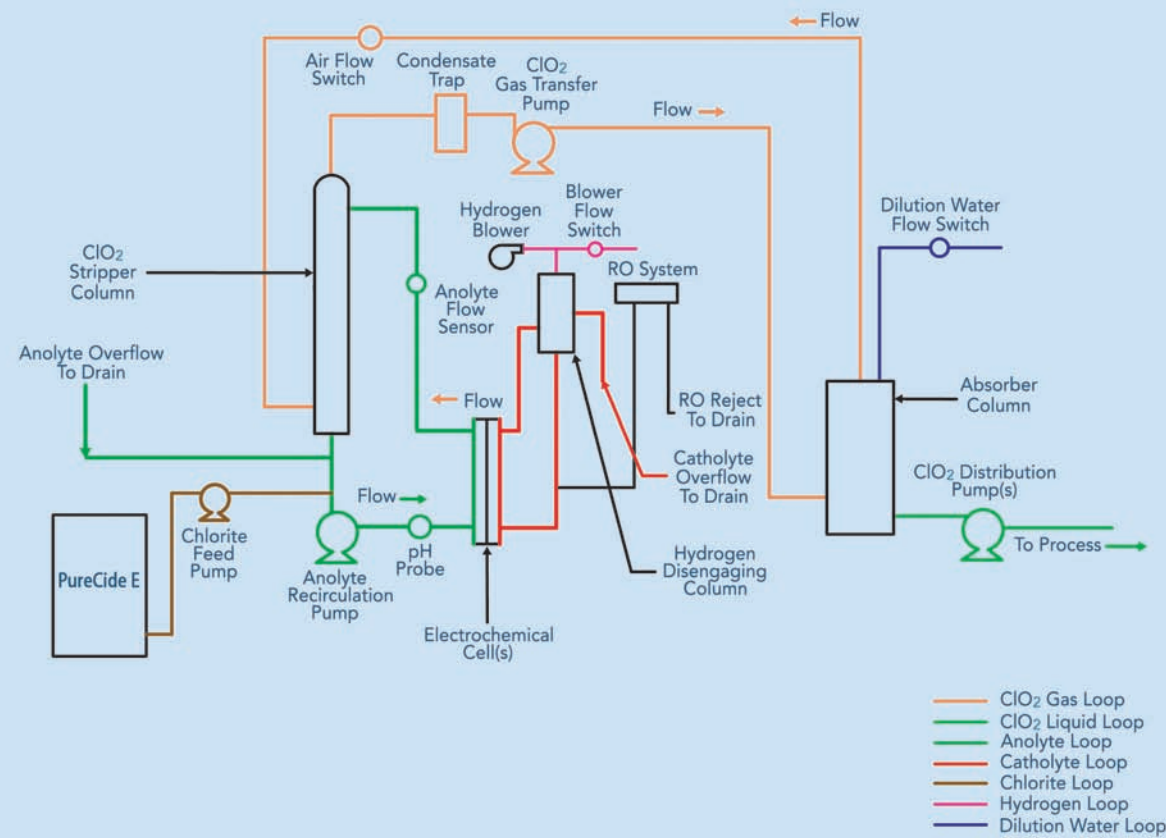 Flow
Air Flow
Switch
Condensate
Trap
ClO2
Gas Transfer
Pump
Flow
Hydrogen
Blower
Blower
Flow
Switch
Dilution Water
Flow Switch
ClO2
Stripper
Column
Anolyte
Flow
Sensor
RO System
Anolyte Overflow
To Drain
Flow
RO Reject
To Drain
Absorber
Column
Catholyte
Overflow
To Drain
ClO2 Distribution
Pump(s)
Flow
PureCide E
Chlorite
Feed
Pump
Anolyte
Recirculation
Pump
pH
Probe
Hydrogen
Disengaging
Column
To Process
Electrochemical
Cell(s)
ClO2 Gas Loop
ClO2 Liquid Loop
Anolyte Loop
Catholyte Loop
Chlorite Loop
Hydrogen Loop
Dilution Water Loop